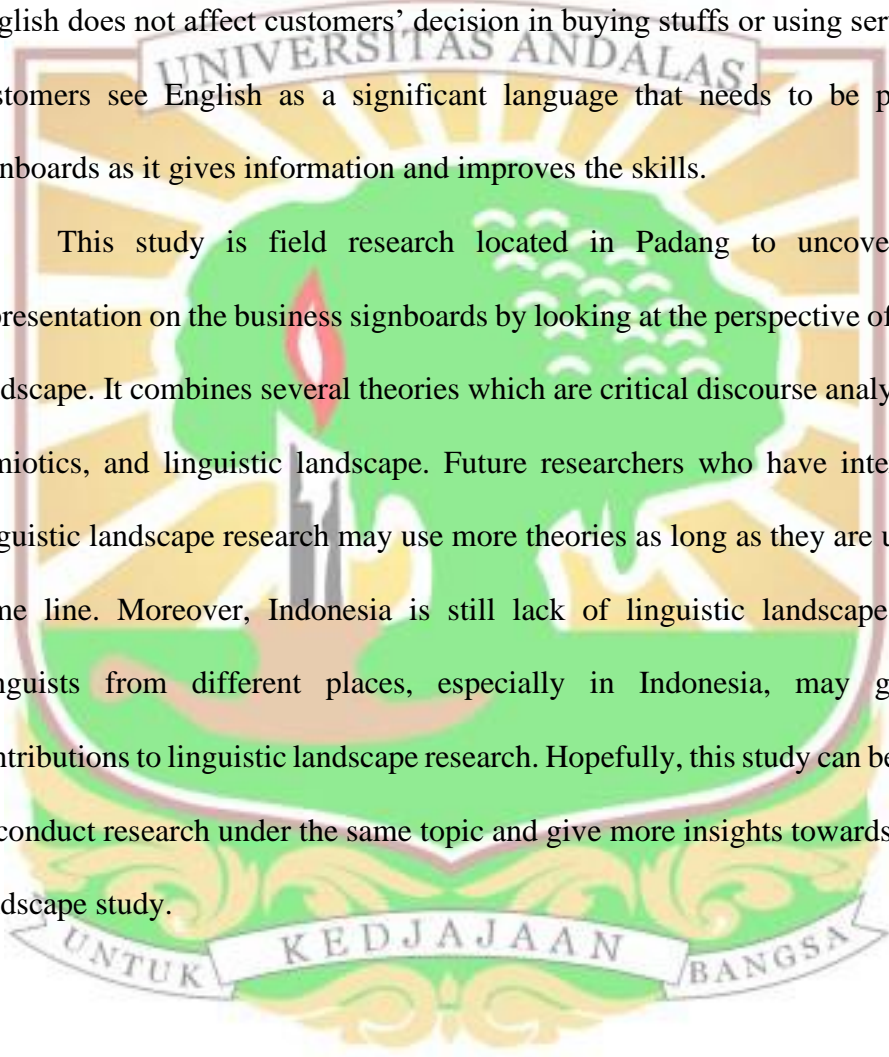 glish does not affect customers’ decision in buying stuffs or using ser
UNIVERSITAS ANDALAS
stomers see English as a significant language that needs to be p
nboards as it gives information and improves the skills.
This study is field research located in Padang to uncove
presentation on the business signboards by looking at the perspective of
dscape. It combines several theories which are critical discourse analy
miotics, and linguistic landscape. Future researchers who have inte
guistic landscape research may use more theories as long as they are u
me line. Moreover, Indonesia is still lack of linguistic landscape
nguists from different places, especially in Indonesia, may g
ntributions to linguistic landscape research. Hopefully, this study can be
conduct research under the same topic and give more insights towards
dscape study.
UNTUK KEDJAJAAN BANGSA